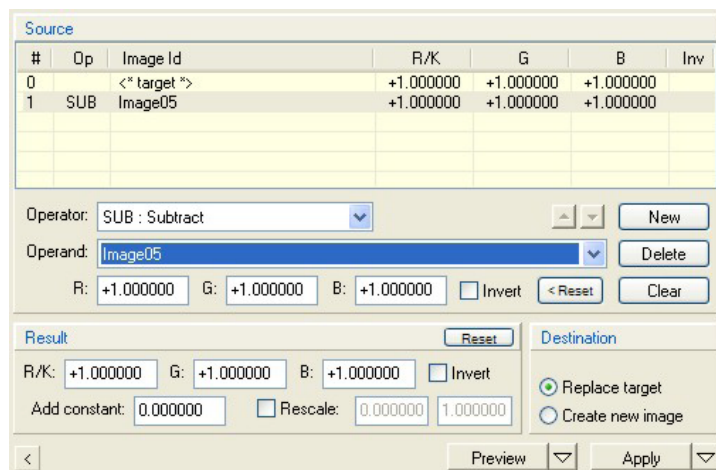 Source
# Op Image Id R/K G B Inv
0 <* target *> +1.000000 +1.000000 +1.000000
1 SUB Image05 +1.000000 +1.000000 +1.000000
Operator: SUB : Subtract New
Operand: Image05 Delete
R: +1.000000 G: +1.000000 B: +1.000000 Invert < Reset Clear
Result Reset Destination
R/K: +1.000000 G: +1.000000 B: +1.000000 Invert
Replace target
Add constant: 0.000000 Rescale: 0.000000 1.000000
Create new image
< Preview Apply